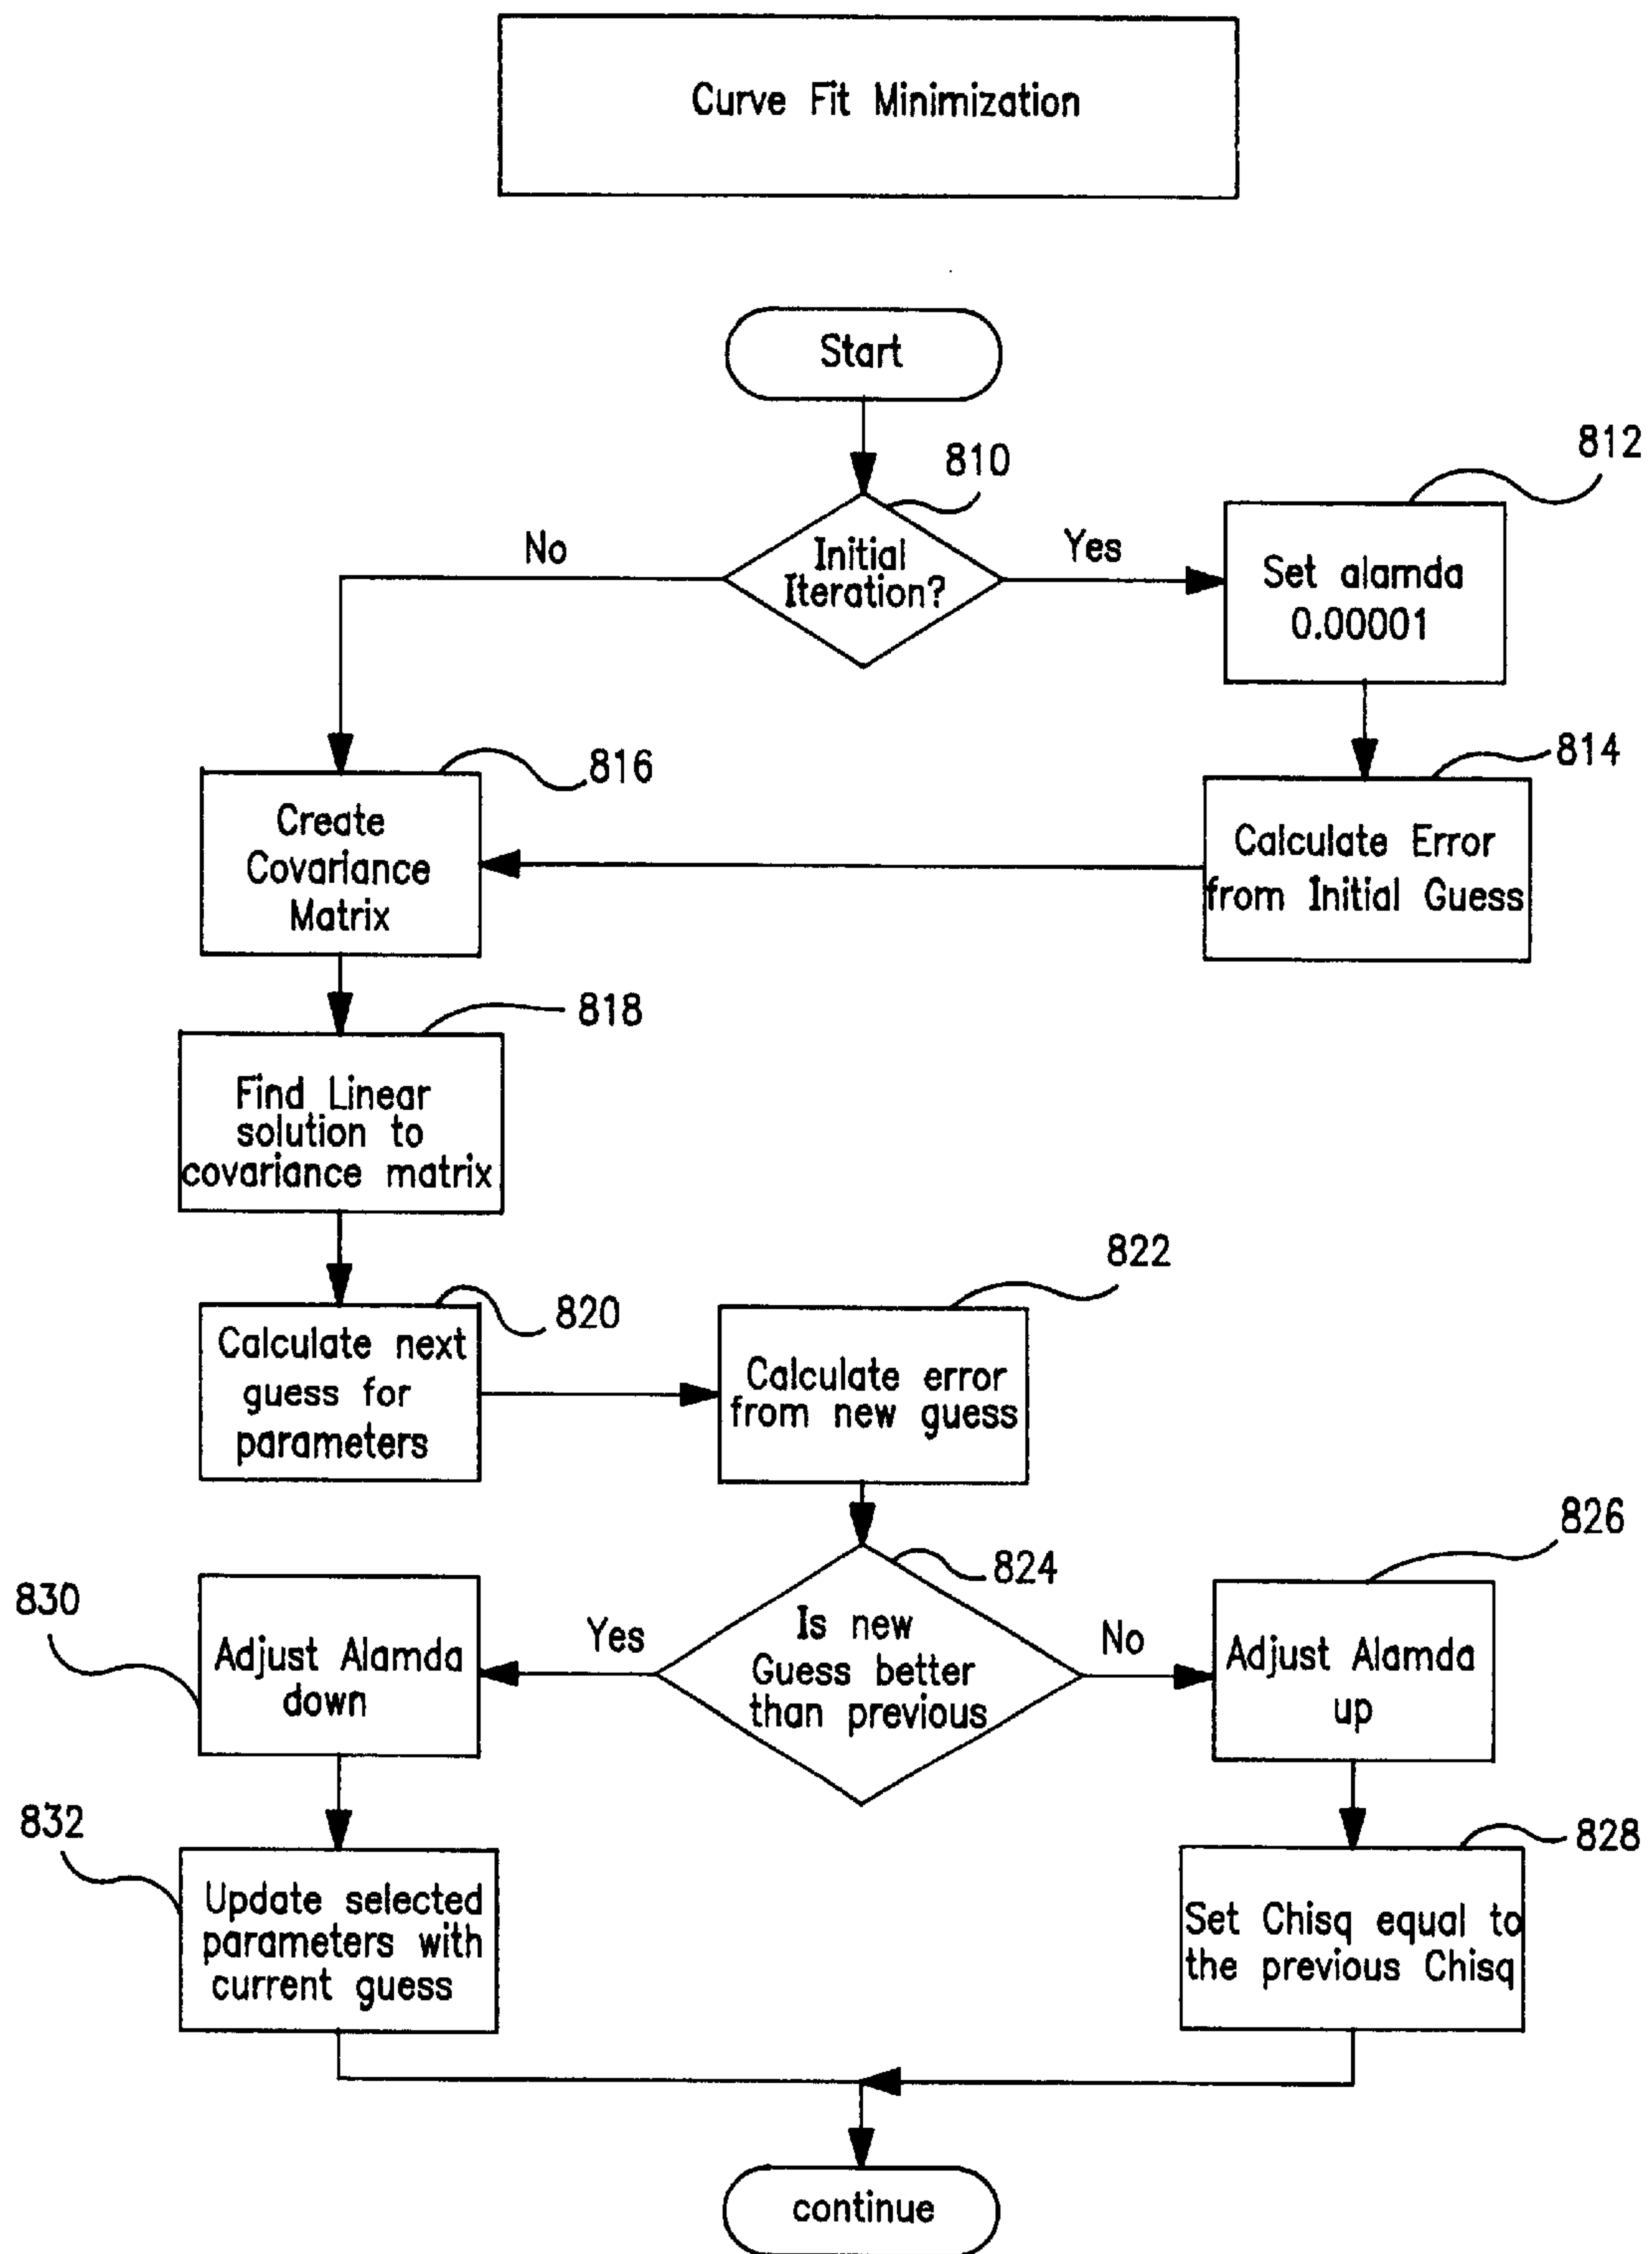 Curve Fit Minimization
Start
810
812
Initial
Iteration?
No
Yes
Set alamda
0.00001
816
814
Create
Covariance
Matrix
Calculate Error
from Initial Guess
818
Find Linear
solution to
covariance matrix
820
822
Calculate next
guess for
parameters
Calculate error
from new guess
824
826
830
Adjust Alamda
down
Yes
Is new
Guess better
than previous
No
Adjust Alamda
up
832
828
Update selected
parameters with
current guess
Set Chisq equal to
the previous Chisq
continue